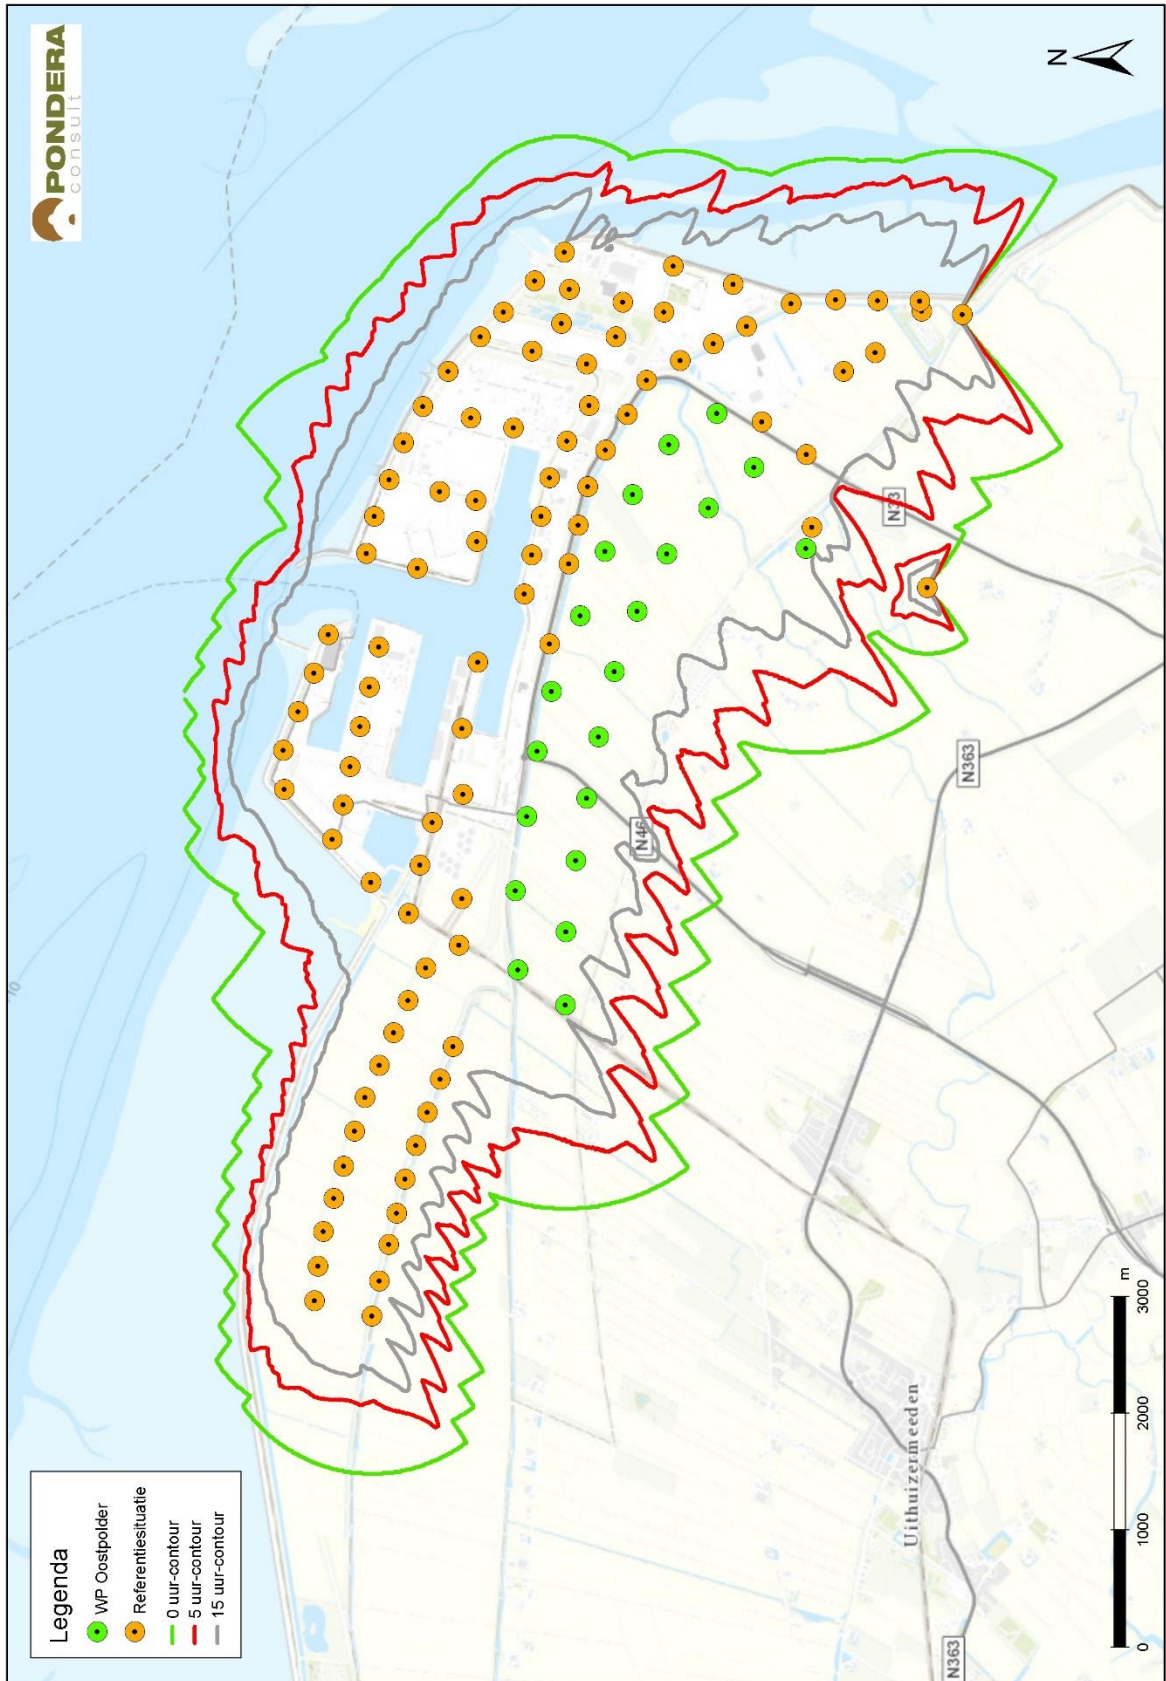 PONDERA
consult
N
N33
N363
N46
10
Uithuizermeeden
N363
Legenda
WP Oostpolder
Referentiesituatie
0 uur-contour
5 uur-contour
15 uur-contour
0 1000 2000 3000
m